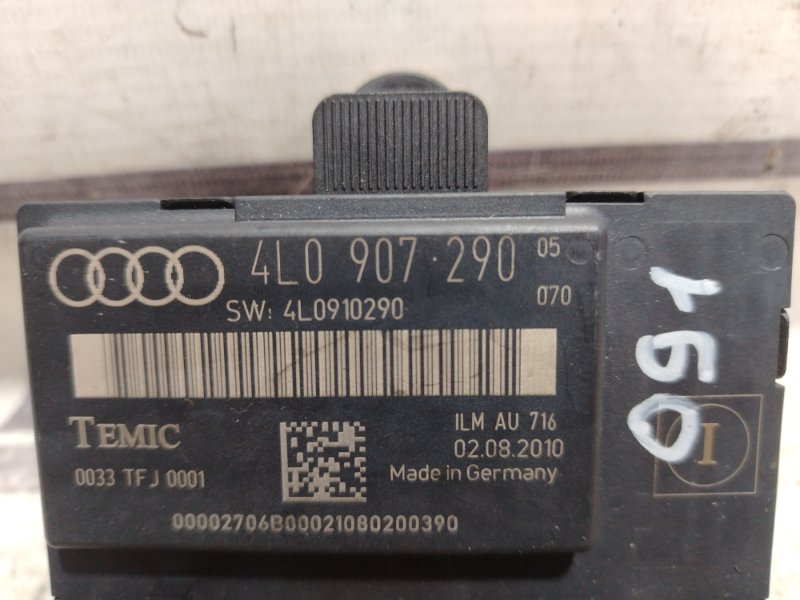 4L0 907 290 05
070
SW: 4L0910290
TEMIC
ILM AU 716
02.08.2010
0033 TFJ 0001
Made in Germany
00002706B00021080200390
091
I